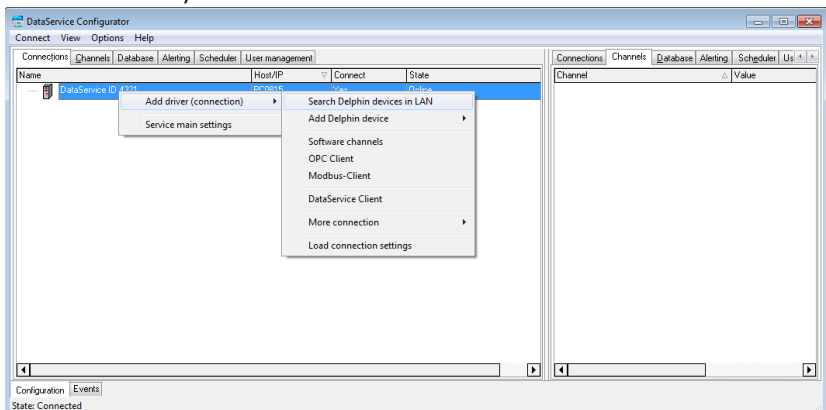 DataService Configurator
Connect View Options Help
Connections Channels Database Alerting Scheduler User management
Connections Channels Database Alerting Scheduler Us
Name Host/IP Connect State
Channel Value
DataService ID 4321 PC0815 Yes Online
Add driver (connection)
Service main settings
Search Delphin devices in LAN
Add Delphin device
Software channels
OPC Client
Modbus-Client
DataService Client
More connection
Load connection settings
Configuration Events
State: Connected